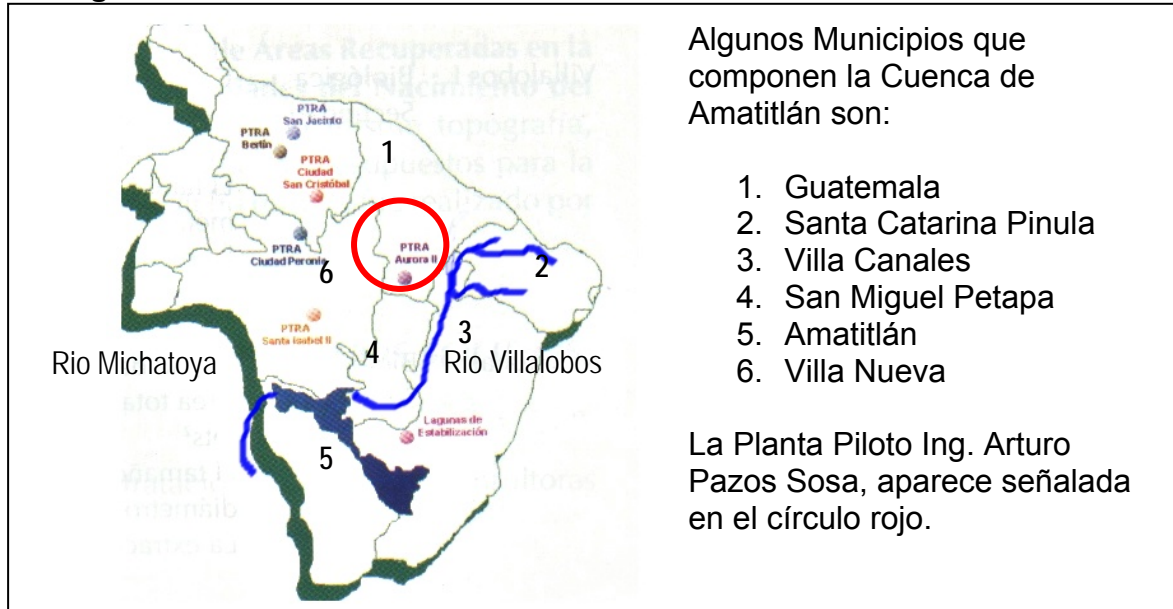 PTRA
San Jacinto
PTRA
Berlín
PTRA
Ciudad
San Cristóbal
1
PTRA
Ciudad Peronia
6
PTRA
Aurora II
2
PTRA
Santa Isabel II
3
4
Rio Michatoya
Rio Villalobos
Lagunas de
Estabilización
5
Algunos Municipios que
componen la Cuenca de
Amatitlán son:
1. Guatemala
2. Santa Catarina Pinula
3. Villa Canales
4. San Miguel Petapa
5. Amatitlán
6. Villa Nueva
La Planta Piloto Ing. Arturo
Pazos Sosa, aparece señalada
en el círculo rojo.